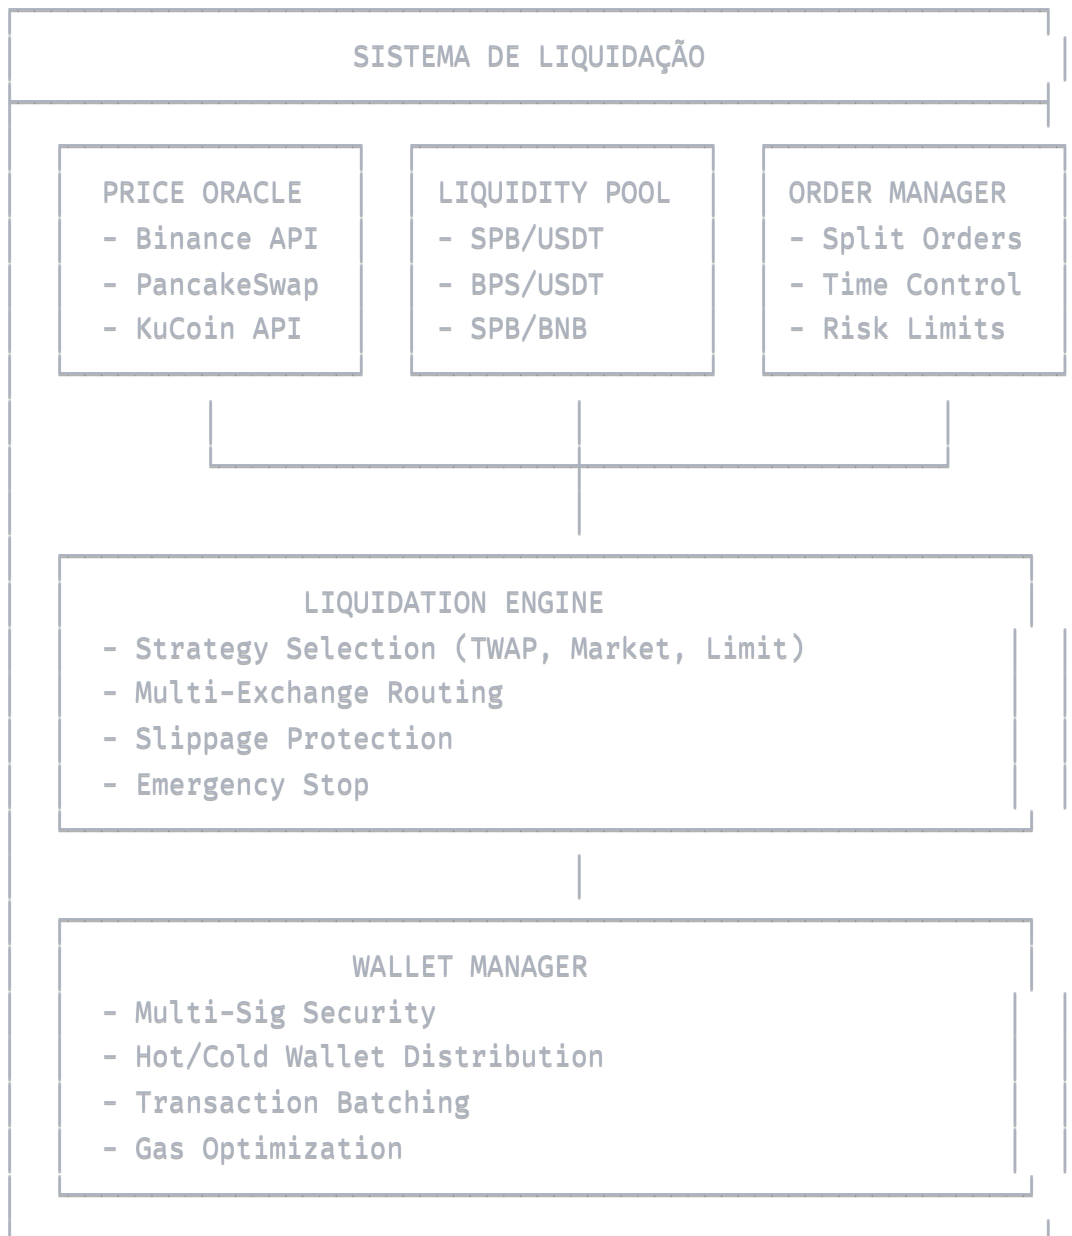 SISTEMA DE LIQUIDAÇÃO
PRICE ORACLE
- Binance API
- PancakeSwap
- KuCoin API
LIQUIDITY POOL
- SPB/USDT
- BPS/USDT
- SPB/BNB
ORDER MANAGER
- Split Orders
- Time Control
- Risk Limits
LIQUIDATION ENGINE
- Strategy Selection (TWAP, Market, Limit)
- Multi-Exchange Routing
- Slippage Protection
- Emergency Stop
WALLET MANAGER
- Multi-Sig Security
- Hot/Cold Wallet Distribution
- Transaction Batching
- Gas Optimization